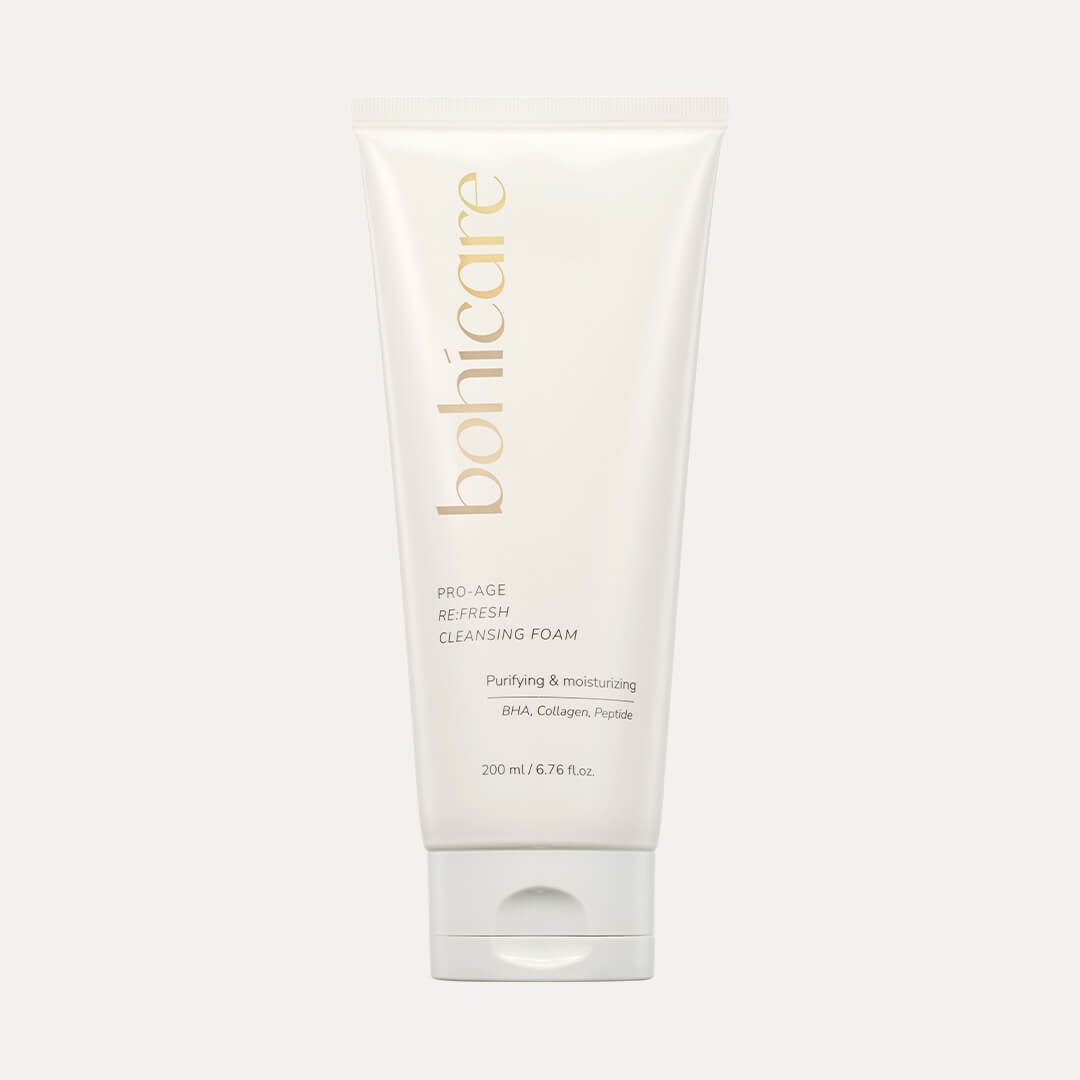 bohicare
PRO-AGE
RE:FRESH
CLEANSING FOAM
Purifying & moisturizing
BHA, Collagen, Peptide
200 ml / 6.76 fl.oz.